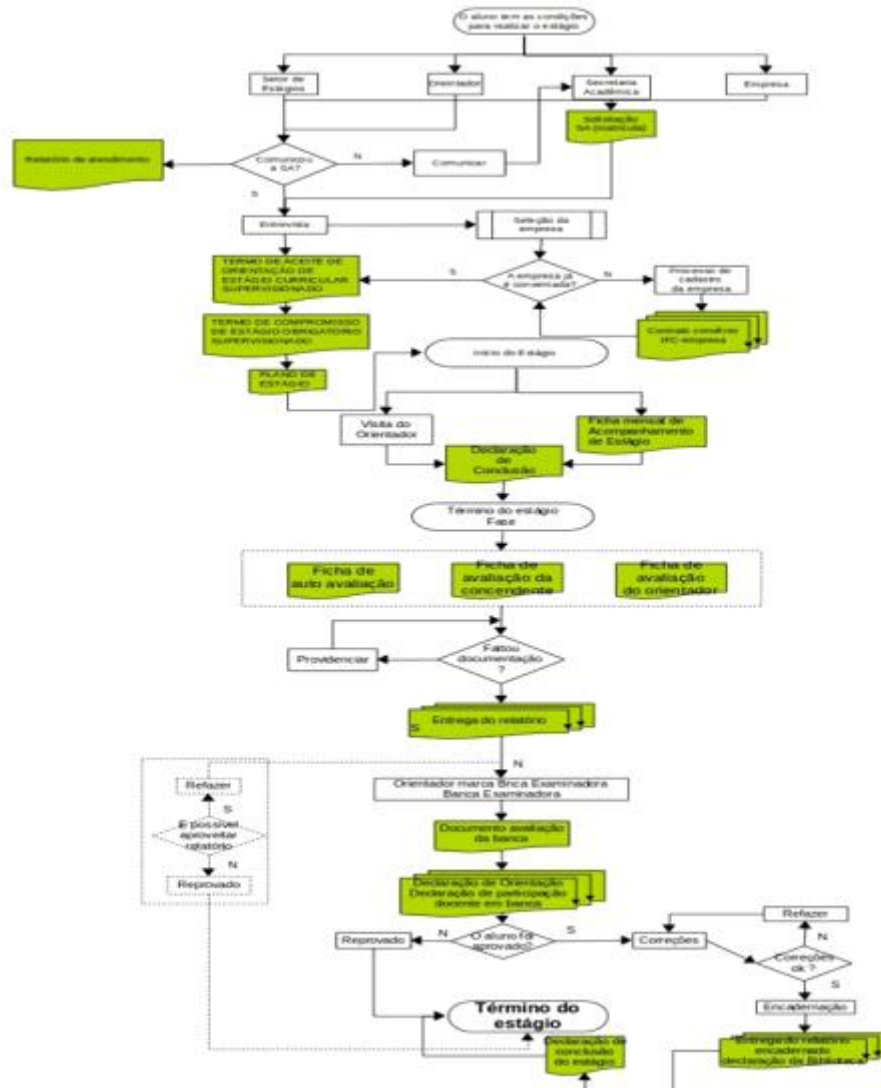 O aluno tem as condições
para realizar o estágio
Setor de
Estágios
Orientador
Secretaria
Acadêmica
Empresa
Solicitação
SA (matrícula)
Relatório de atendimento
Comunicou
a SA?
N
Comunicar
S
Entrevista
Seleção da
empresa
TERMO DE ACEITE DE
ORIENTAÇÃO DE
ESTÁGIO CURRICULAR
SUPERVISIONADO
S
A empresa já
é conveniada?
N
Processo de
cadastro
da empresa
TERMO DE COMPROMISSO
DE ESTÁGIO OBRIGATÓRIO
SUPERVISIONADO
Contrato convênio
IFC-empresa
Início do Estágio
PLANO DE
ESTÁGIO
Visita do
Orientador
Ficha mensal de
Acompanhamento
de Estágio
Declaração
de
Conclusão
Término do estágio
Fase
Ficha de
auto avaliação
Ficha de
avaliação da
concendente
Ficha de
avaliação
do orientador
Providenciar
Faltou
documentação
?
S
Entrega do relatório
N
Refazer
Orientador marca Bnca Examinadora
Banca Examinadora
S
E possível
aproveitar
relatório
Documento avaliação
da banca
N
Reprovado
Declaração de Orientação
Declaração de participação
docente em banca
Refazer
Reprovado
N
O aluno foi
aprovado?
S
Correções
N
Correções
ok ?
S
Encadernação
Término do
estágio
Declaração de
conclusão
do estágio
Entrega do relatório
encadernado
declaração da Biblioteca